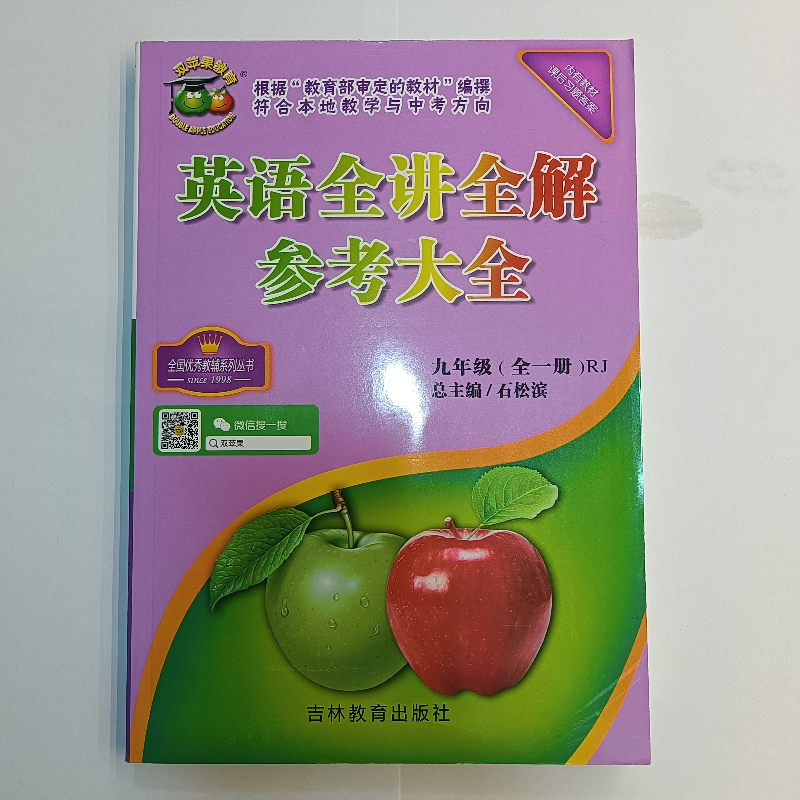 双苹果教育
®
DOUBLE APPLE EDUCATION
根据“教育部审定的教材”编撰
符合本地教学与中考方向
内有教材
课后习题答案
英语全讲全解
参考大全
全国优秀教辅系列丛书
since 1998
九年级(全一册)RJ
总主编/石松滨
微信搜一搜
双苹果
吉林教育出版社